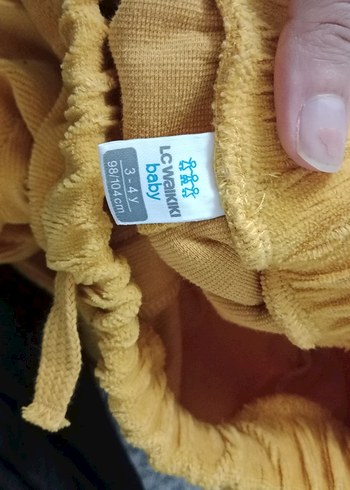 LC WAIKIKI
baby
3 - 4 y
98/104 cm